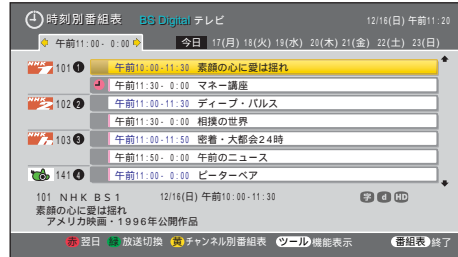 時刻別番組表 BS Digital テレビ 12/16(日) 午前11:20
午前11:00- 0:00 今日 17(月) 18(火) 19(水) 20(木) 21(金) 22(土) 23(日)
NHK 1 101 ❶ 午前10:00-11:30 素顔の心に愛は揺れ
午前11:30- 0:00 マネー講座
NHK 2 102 ❷ 午前11:00-11:30 ディープ・パルス
午前11:30- 0:00 相撲の世界
NHK h 103 ❸ 午前11:00-11:50 密着・大都会24時
午前11:50- 0:00 午前のニュース
141 ❹ 午前11:00- 0:00 ピーターベア
101 NHK BS1 12/16(日) 午前10:00-11:30 字 d HD
素顔の心に愛は揺れ
アメリカ映画・1996年公開作品
赤 翌日 緑 放送切換 黄 チャンネル別番組表 ツール 機能表示 番組表 終了